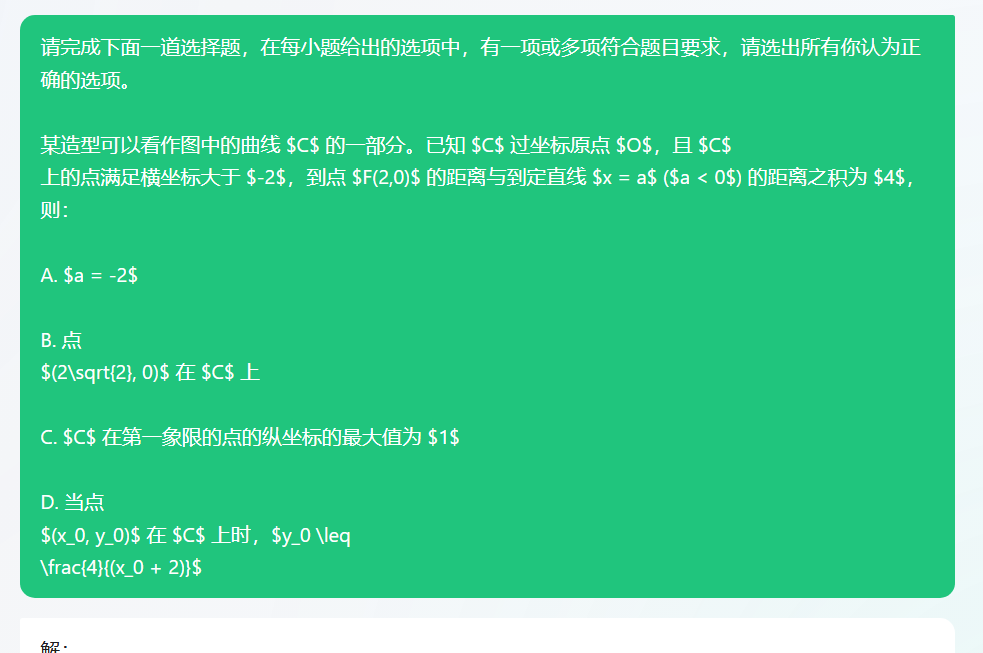 请完成下面一道选择题，在每小题给出的选项中，有一项或多项符合题目要求，请选出所有你认为正
确的选项。
某造型可以看作图中的曲线 $C$ 的一部分。已知 $C$ 过坐标原点 $O$，且 $C$
上的点满足横坐标大于 $-2$，到点 $F(2,0)$ 的距离与到定直线 $x = a$ ($a < 0$) 的距离之积为 $4$，
则：
A. $a = -2$
B. 点
$(2\sqrt{2}, 0)$ 在 $C$ 上
C. $C$ 在第一象限的点的纵坐标的最大值为 $1$
D. 当点
$(x_0, y_0)$ 在 $C$ 上时，$y_0 \leq
\frac{4}{(x_0 + 2)}$
解：